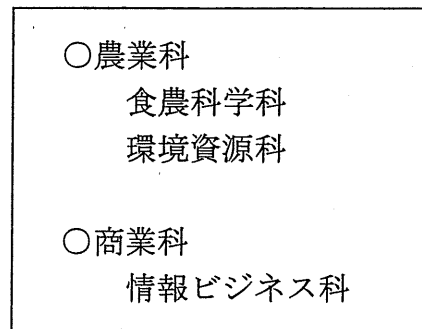 ○農業科
食農科学科
環境資源科
○商業科
情報ビジネス科